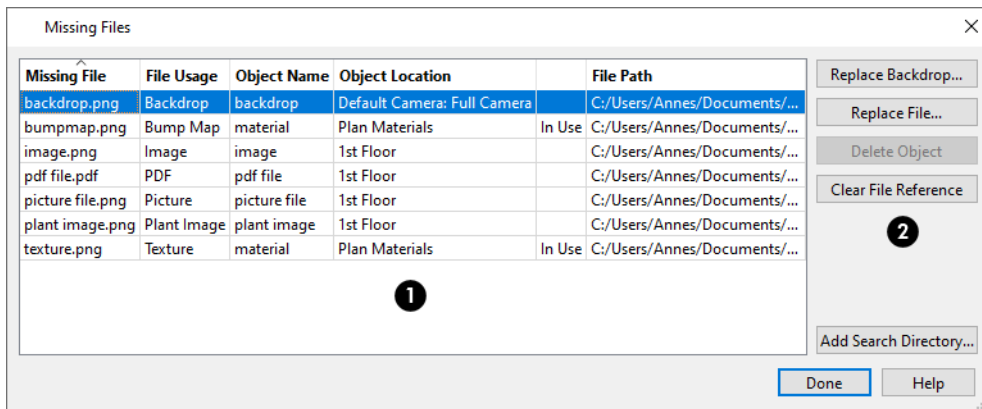 Missing Files
Missing File File Usage Object Name Object Location File Path
backdrop.png Backdrop backdrop Default Camera: Full Camera C:/Users/Annes/Documents/...
bumpmap.png Bump Map material Plan Materials In Use C:/Users/Annes/Documents/...
image.png Image image 1st Floor C:/Users/Annes/Documents/...
pdf file.pdf PDF pdf file 1st Floor C:/Users/Annes/Documents/...
picture file.png Picture picture file 1st Floor C:/Users/Annes/Documents/...
plant image.png Plant Image plant image 1st Floor C:/Users/Annes/Documents/...
texture.png Texture material Plan Materials In Use C:/Users/Annes/Documents/...
1
Replace Backdrop...
Replace File...
Delete Object
Clear File Reference
2
Add Search Directory...
Done Help